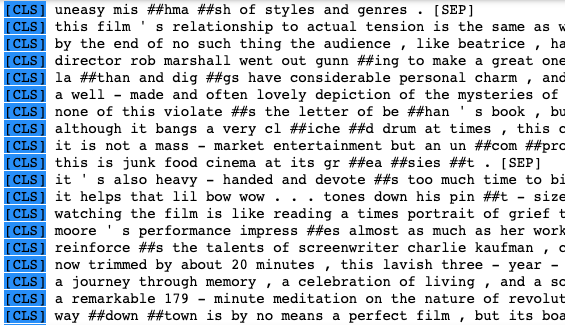 [CLS] uneasy mis ##hma ##sh of styles and genres . [SEP]
[CLS] this film ' s relationship to actual tension is the same as w
[CLS] by the end of no such thing the audience , like beatrice , ha
[CLS] director rob marshall went out gunn ##ing to make a great one
[CLS] la ##than and dig ##gs have considerable personal charm , and
[CLS] a well - made and often lovely depiction of the mysteries of
[CLS] none of this violate ##s the letter of be ##han ' s book , bu
[CLS] although it bangs a very cl ##iche ##d drum at times , this c
[CLS] it is not a mass - market entertainment but an un ##com ##pro
[CLS] this is junk food cinema at its gr ##ea ##sies ##t . [SEP]
[CLS] it ' s also heavy - handed and devote ##s too much time to bi
[CLS] it helps that lil bow wow . . . tones down his pin ##t - size
[CLS] watching the film is like reading a times portrait of grief t
[CLS] moore ' s performance impress ##es almost as much as her work
[CLS] reinforce ##s the talents of screenwriter charlie kaufman , c
[CLS] now trimmed by about 20 minutes , this lavish three - year -
[CLS] a journey through memory , a celebration of living , and a so
[CLS] a remarkable 179 - minute meditation on the nature of revolut
[CLS] way ##down ##town is by no means a perfect film , but its boa